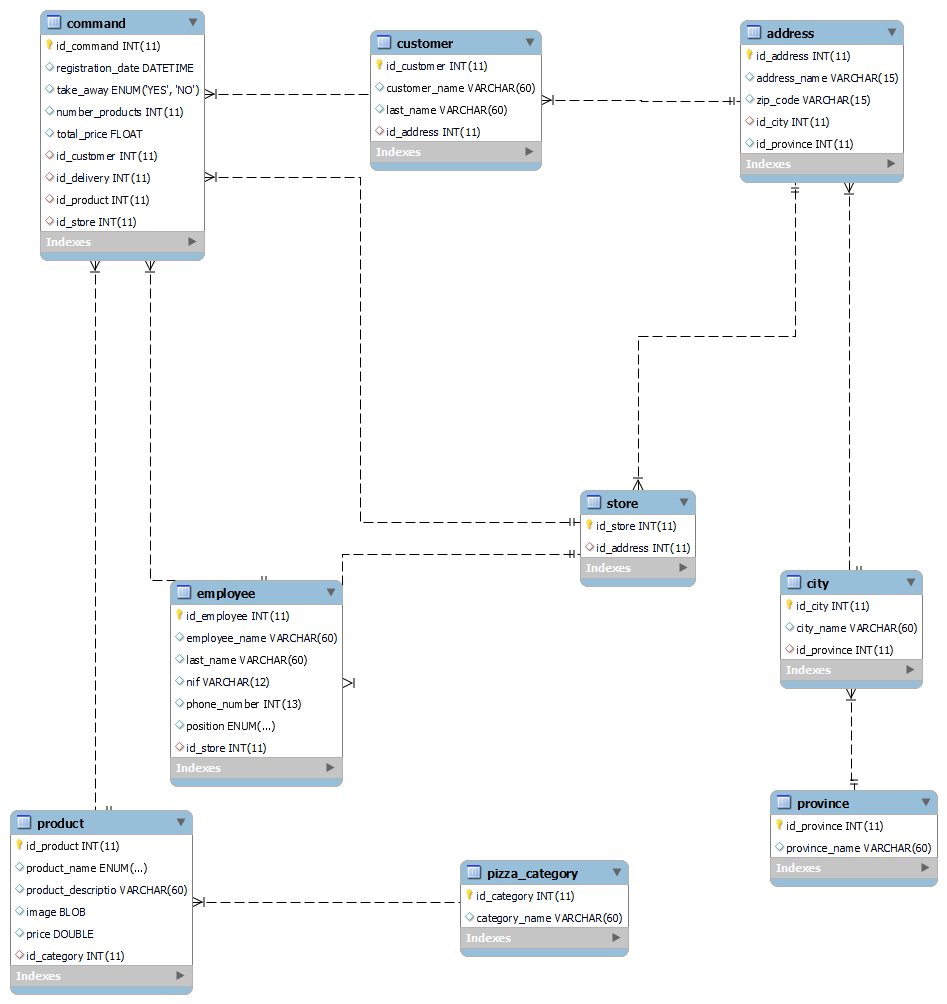 command
id_command INT(11)
registration_date DATETIME
take_away ENUM('YES', 'NO')
number_products INT(11)
total_price FLOAT
id_customer INT(11)
id_delivery INT(11)
id_product INT(11)
id_store INT(11)
Indexes
customer
id_customer INT(11)
customer_name VARCHAR(60)
last_name VARCHAR(60)
id_address INT(11)
Indexes
address
id_address INT(11)
address_name VARCHAR(15)
zip_code VARCHAR(15)
id_city INT(11)
id_province INT(11)
Indexes
store
id_store INT(11)
id_address INT(11)
Indexes
employee
id_employee INT(11)
employee_name VARCHAR(60)
last_name VARCHAR(60)
nif VARCHAR(12)
phone_number INT(13)
position ENUM(...)
id_store INT(11)
Indexes
city
id_city INT(11)
city_name VARCHAR(60)
id_province INT(11)
Indexes
province
id_province INT(11)
province_name VARCHAR(60)
Indexes
product
id_product INT(11)
product_name ENUM(...)
product_descriptio VARCHAR(60)
image BLOB
price DOUBLE
id_category INT(11)
Indexes
pizza_category
id_category INT(11)
category_name VARCHAR(60)
Indexes